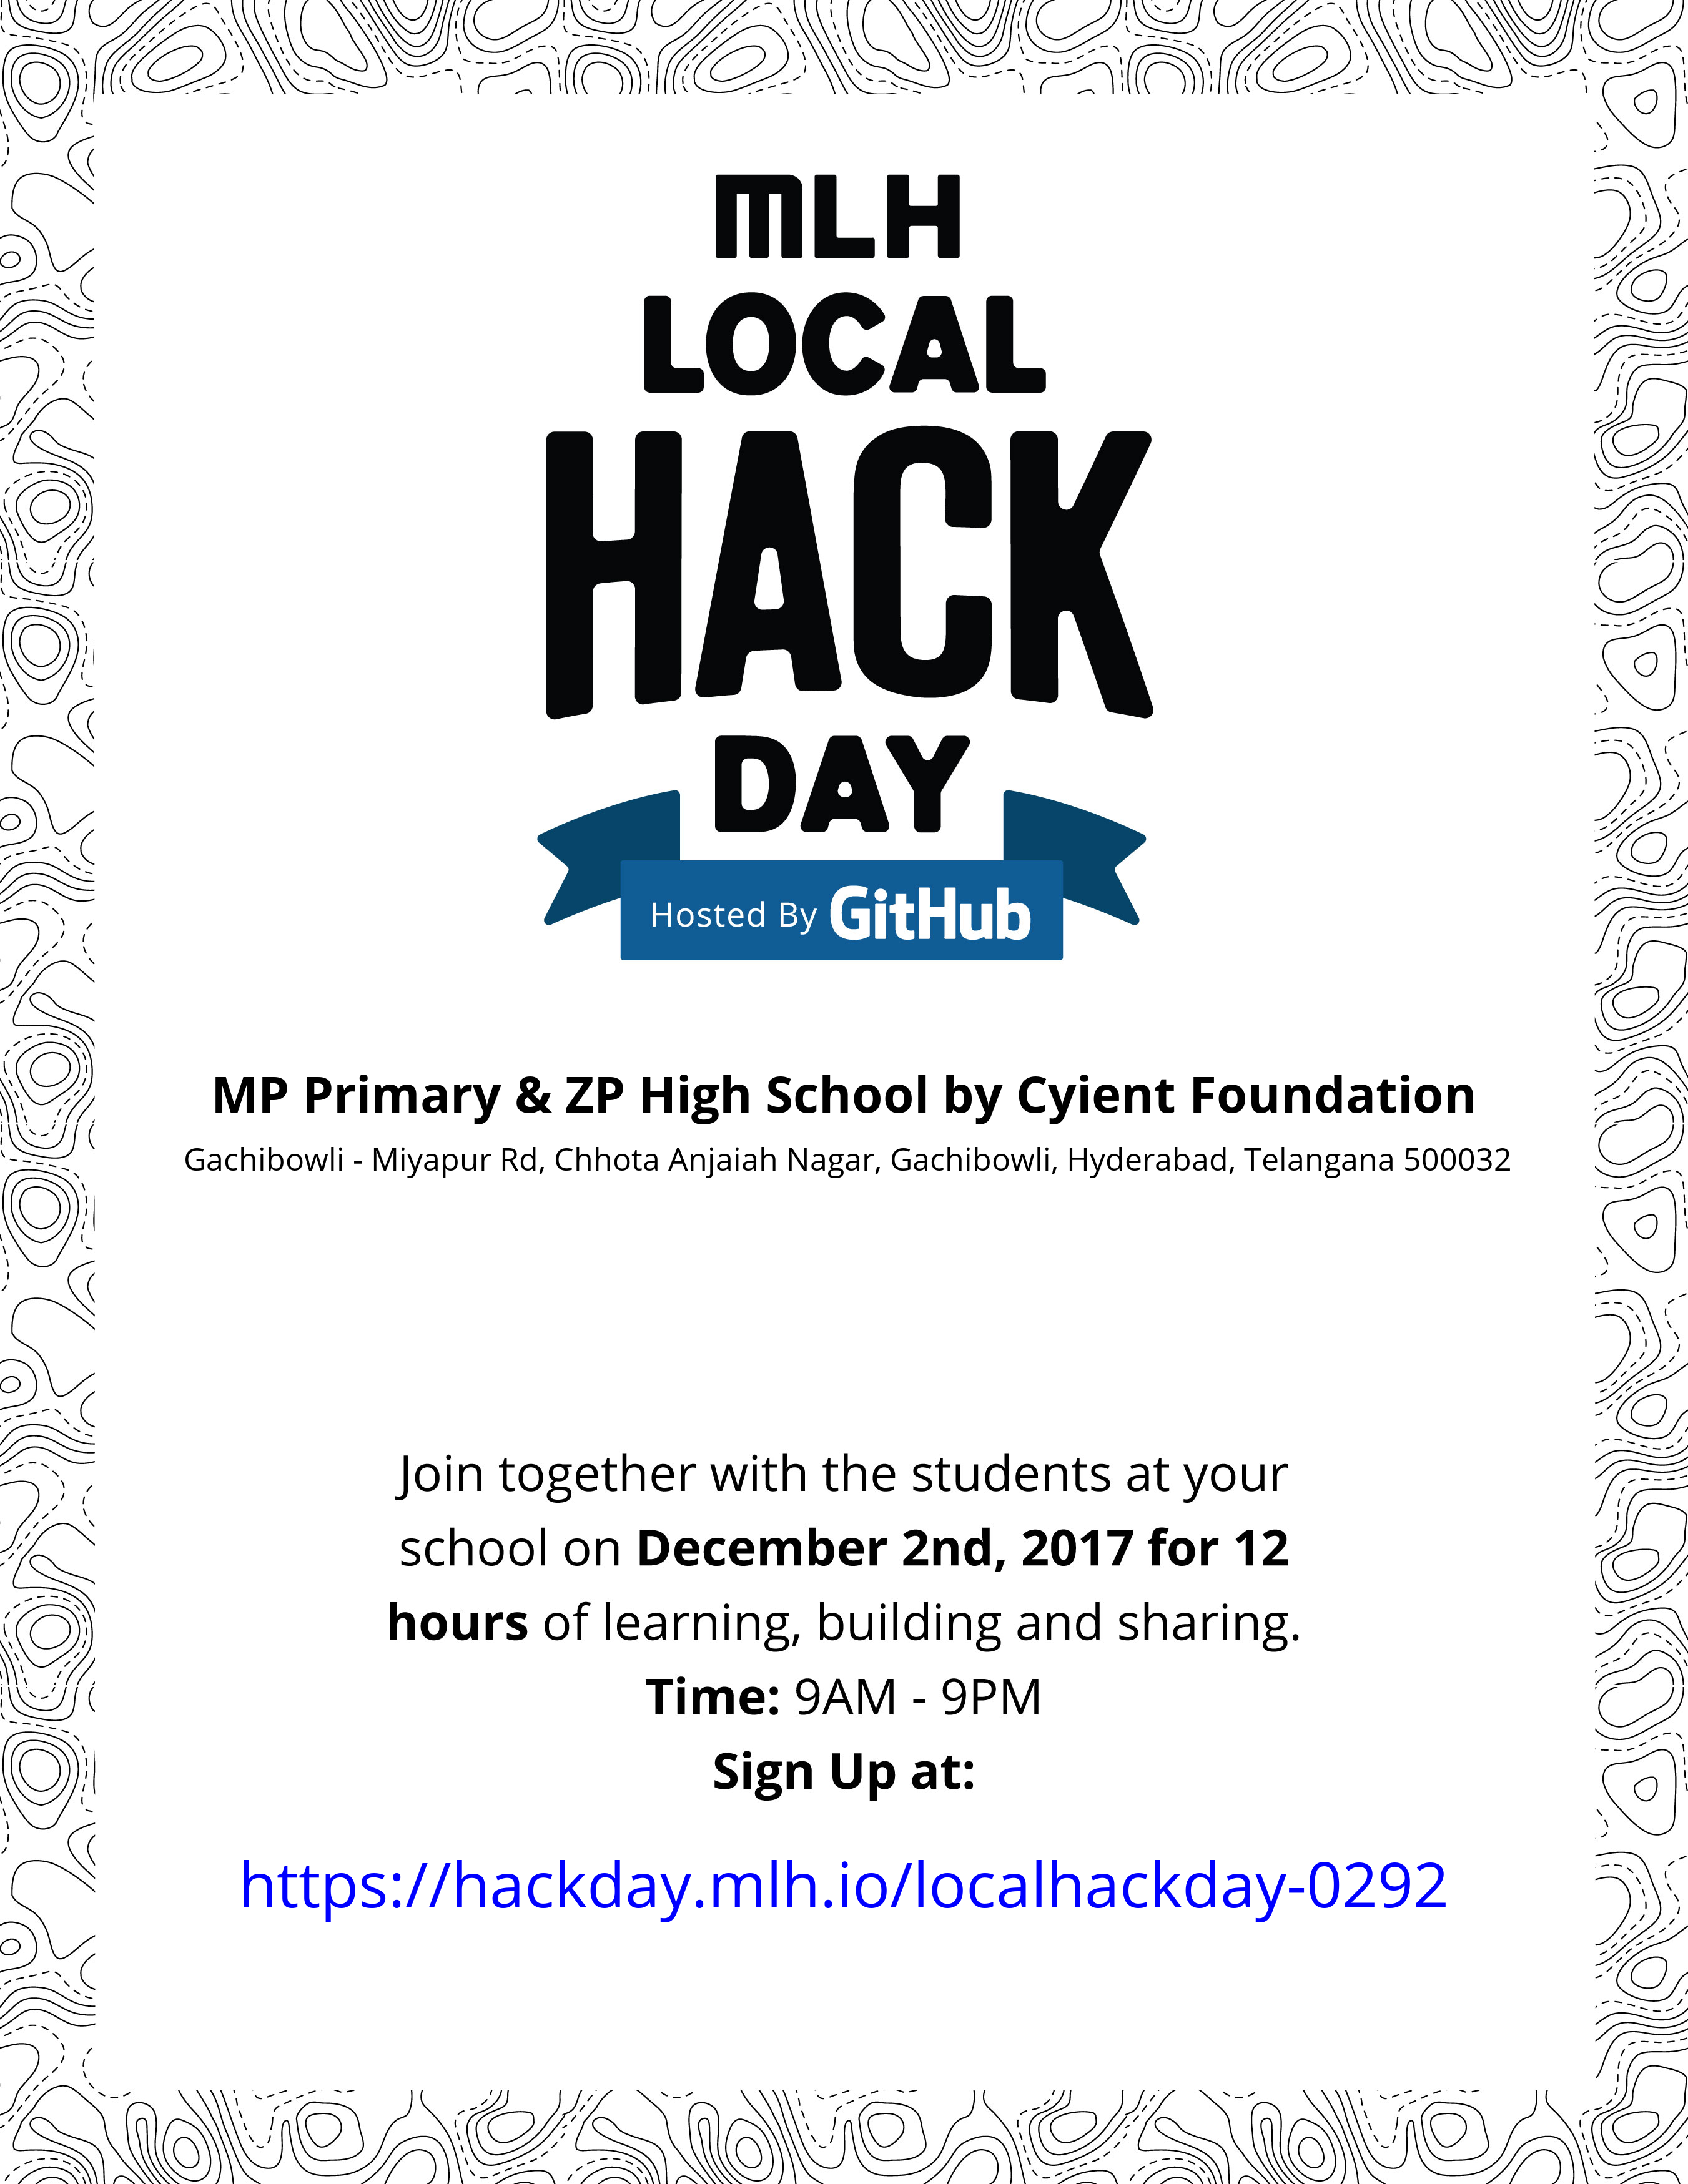 MLH
LOCAL
HACK
DAY
Hosted By GitHub
MP Primary & ZP High School by Cyient Foundation
Gachibowli - Miyapur Rd, Chhota Anjaiah Nagar, Gachibowli, Hyderabad, Telangana 500032
Join together with the students at your
school on December 2nd, 2017 for 12
hours of learning, building and sharing.
Time: 9AM - 9PM
Sign Up at:
https://hackday.mlh.io/localhackday-0292